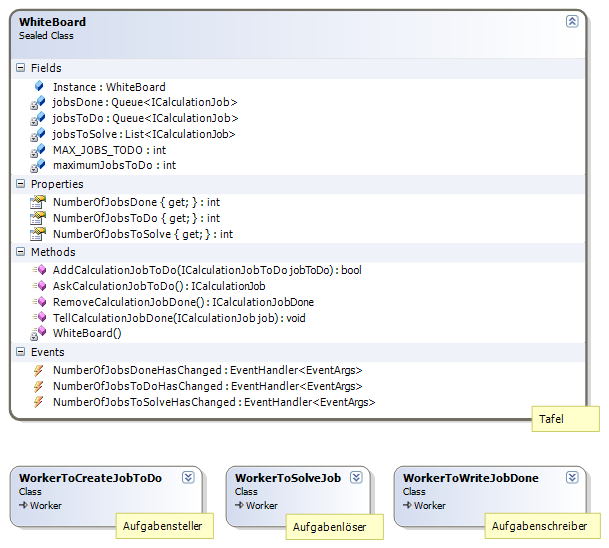 WhiteBoard
Sealed Class
Fields
Instance : WhiteBoard
jobsDone : Queue<ICalculationJob>
jobsToDo : Queue<ICalculationJob>
jobsToSolve : List<ICalculationJob>
MAX_JOBS_TODO : int
maximumJobsToDo : int
Properties
NumberOfJobsDone { get; } : int
NumberOfJobsToDo { get; } : int
NumberOfJobsToSolve { get; } : int
Methods
AddCalculationJobToDo(ICalculationJobToDo jobToDo) : bool
AskCalculationJobToDo() : ICalculationJob
RemoveCalculationJobDone() : ICalculationJobDone
TellCalculationJobDone(ICalculationJob job) : void
WhiteBoard()
Events
NumberOfJobsDoneHasChanged : EventHandler<EventArgs>
NumberOfJobsToDoHasChanged : EventHandler<EventArgs>
NumberOfJobsToSolveHasChanged : EventHandler<EventArgs>
Tafel
WorkerToCreateJobToDo
Class
Worker
Aufgabensteller
WorkerToSolveJob
Class
Worker
Aufgabenlöser
WorkerToWriteJobDone
Class
Worker
Aufgabenschreiber